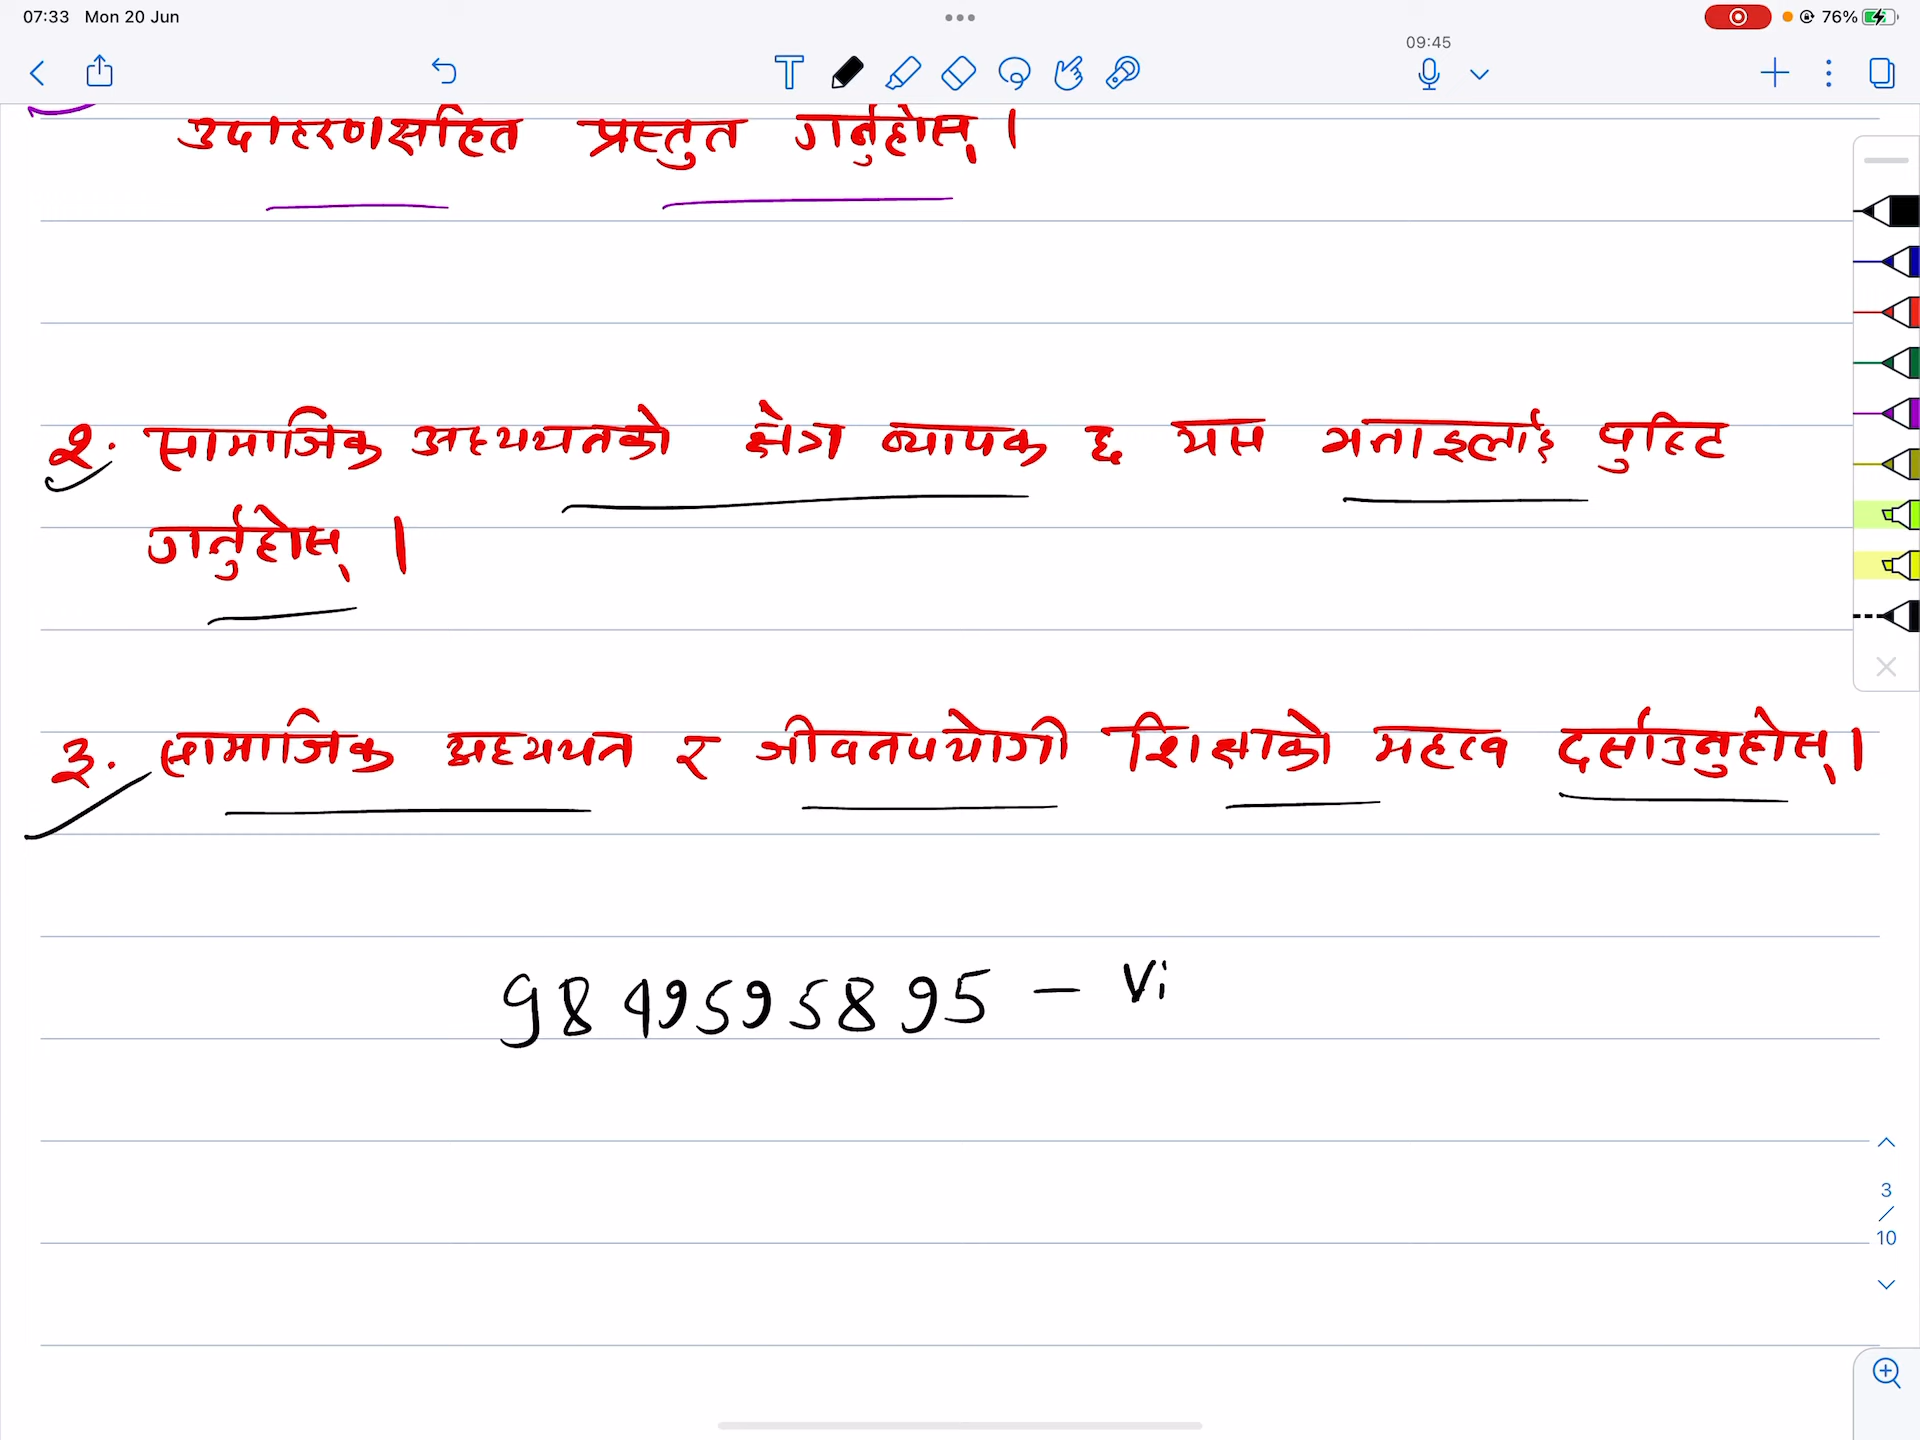 07:33 Mon 20 Jun
76%
09:45
उदाहरणसहित प्रस्तुत गर्नुहोस् ।
२. सामाजिक अध्ययनको क्षेत्र व्यापक छ यस भनाइलाई पुष्टि
गर्नुहोस् ।
३. सामाजिक अध्ययन र जीवनपयोगी शिक्षाको महत्व दर्साउनुहोस् ।
9849595895 - Vi
3
/
10